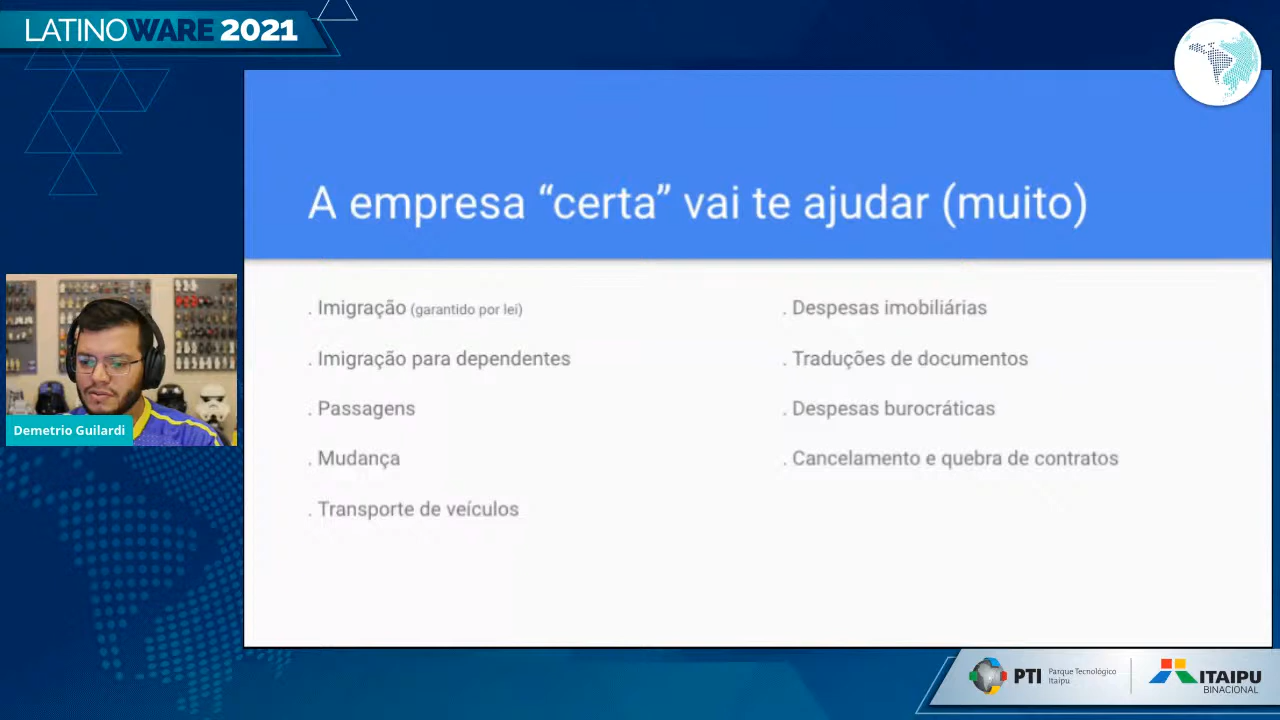 LATINOWARE 2021
A empresa “certa” vai te ajudar (muito)
. Imigração (garantido por lei)
. Imigração para dependentes
. Passagens
. Mudança
. Transporte de veículos
. Despesas imobiliárias
. Traduções de documentos
. Despesas burocráticas
. Cancelamento e quebra de contratos
Demetrio Guilardi
PTI Parque Tecnológico
Itaipu
ITAIPU
BINACIONAL